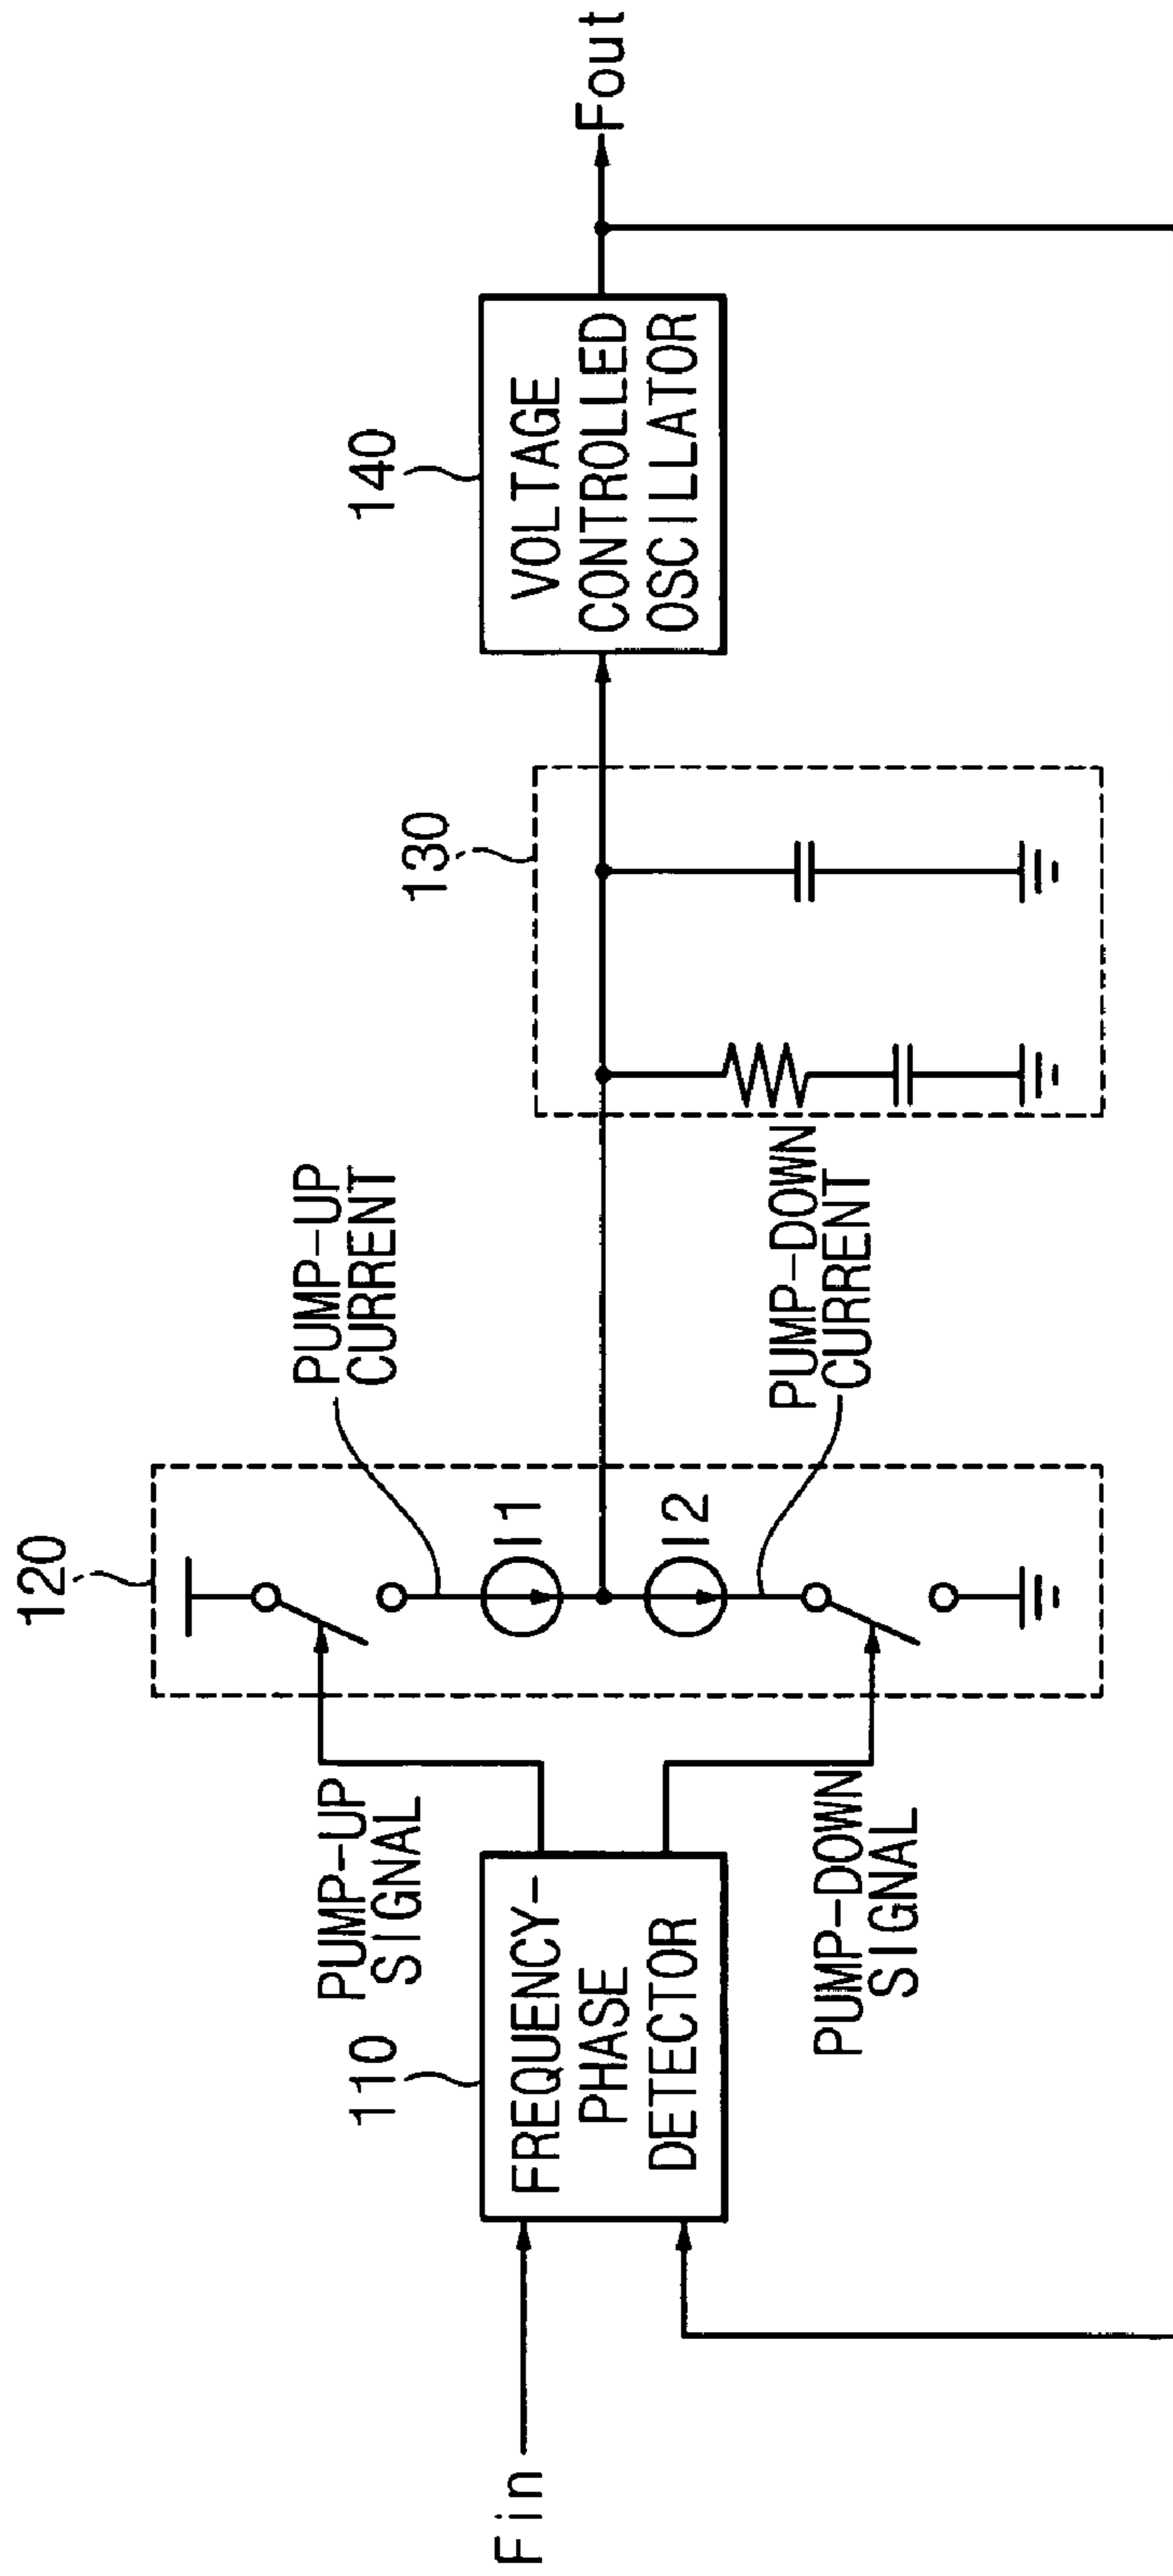 Fin
110
FREQUENCY-
PHASE
DETECTOR
PUMP-UP
SIGNAL
PUMP-DOWN
SIGNAL
120
I1
I2
PUMP-UP
CURRENT
PUMP-DOWN
CURRENT
130
140
VOLTAGE
CONTROLLED
OSCILLATOR
Fout